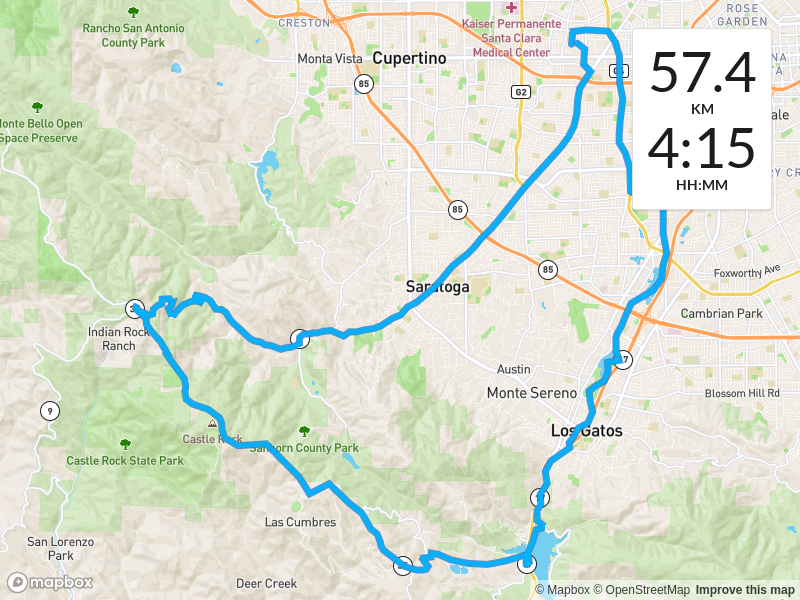 ROSE
GARDEN
CRESTON
Kaiser Permanente
Santa Clara
Medical Center
Rancho San Antonio
County Park
Monta Vista
Cupertino
57.4
KM
4:15
HH:MM
85
G2
Monte Bello Open
Space Preserve
85
Saratoga
85
Foxworthy Ave
Cambrian Park
Indian Rock
Ranch
Austin
Monte Sereno
Blossom Hill Rd
9
Castle Rock
Sanborn County Park
Los Gatos
Castle Rock State Park
Las Cumbres
San Lorenzo
Park
Deer Creek
mapbox
© Mapbox © OpenStreetMap Improve this map